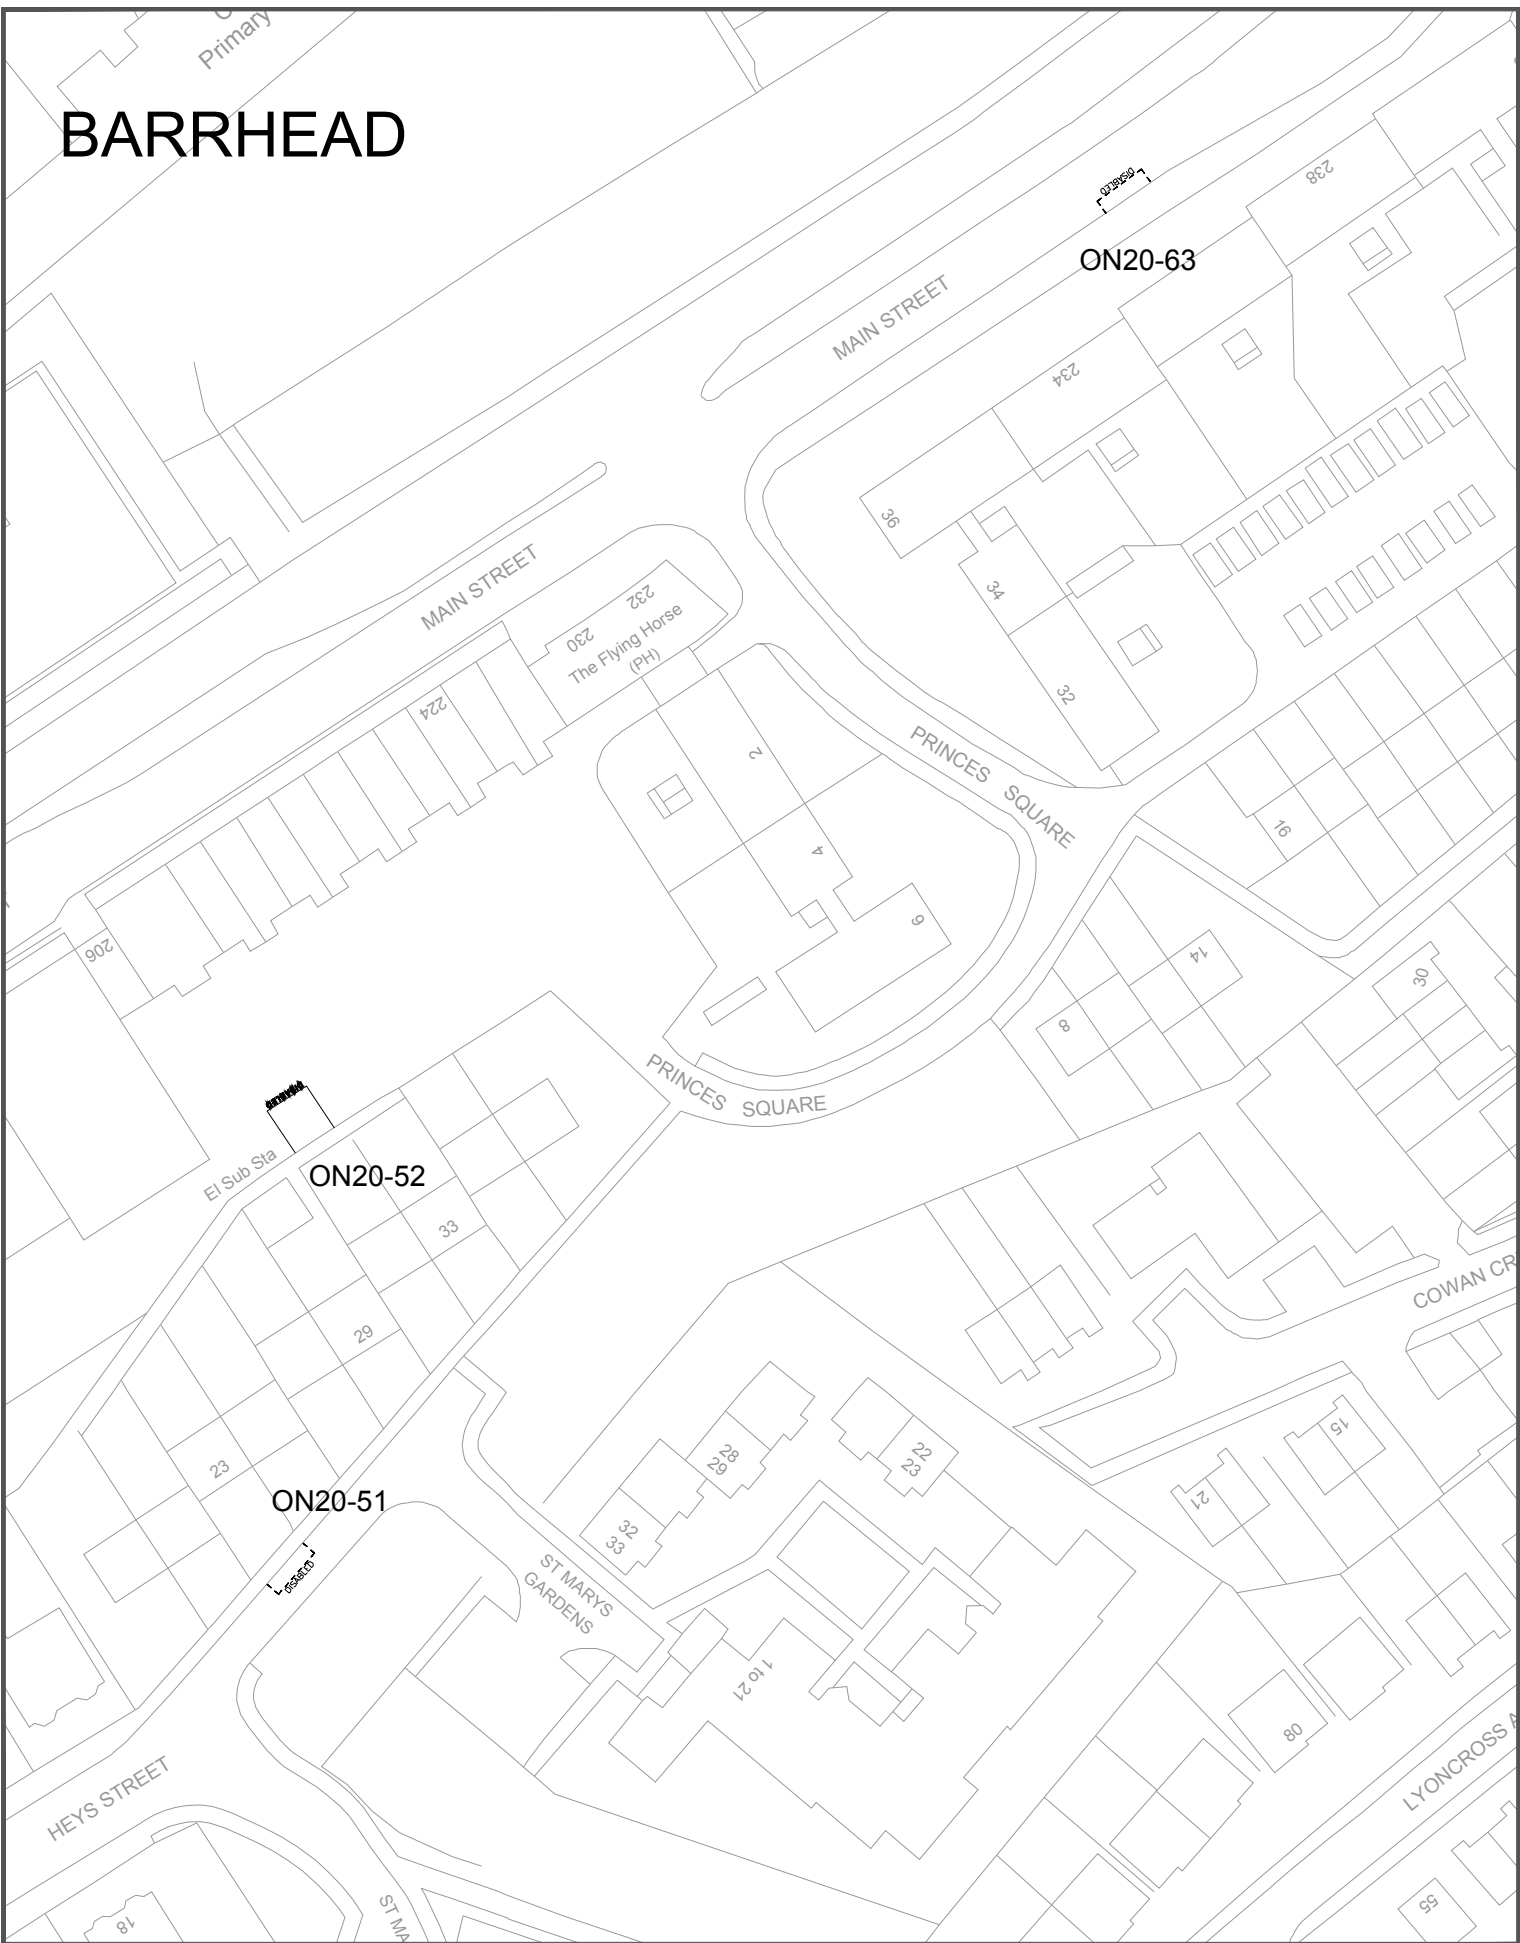 Primary
BARRHEAD
DISABLED
238
ON20-63
MAIN STREET
234
36
MAIN STREET
34
232
230
The Flying Horse
(PH)
32
224
PRINCES SQUARE
2
16
4
206
9
14
30
8
PRINCES SQUARE
El Sub Sta
ON20-52
33
COWAN CR
29
15
28
29
22
23
23
21
ON20-51
32
33
DISABLED
ST MARYS
GARDENS
1 to 21
80
LYONCROSS A
HEYS STREET
ST MA
18
55